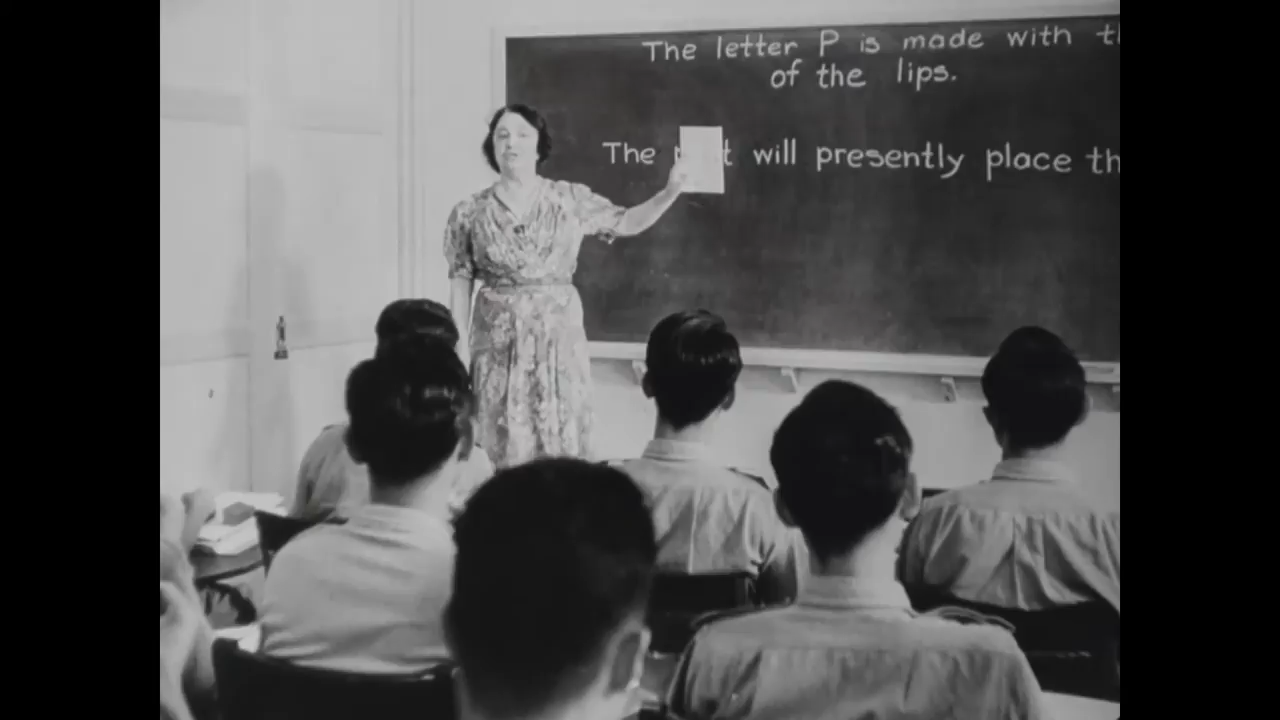 The letter P is made with
of the lips.
The will presently place